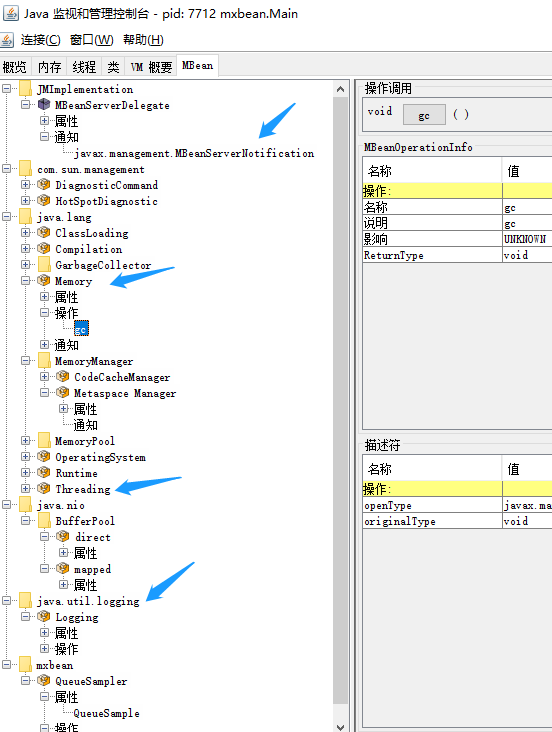 Java 监视和管理控制台 - pid: 7712 mxbean.Main
连接(C) 窗口(W) 帮助(H)
概览 内存 线程 类 VM 概要 MBean
JMImplementation
MBeanServerDelegate
属性
通知
javax.management.MBeanServerNotification
com.sun.management
DiagnosticCommand
HotSpotDiagnostic
java.lang
ClassLoading
Compilation
GarbageCollector
Memory
属性
操作
gc
通知
MemoryManager
CodeCacheManager
Metaspace Manager
属性
通知
MemoryPool
OperatingSystem
Runtime
Threading
java.nio
BufferPool
direct
属性
mapped
属性
java.util.logging
Logging
属性
操作
mxbean
QueueSampler
属性
QueueSample
操作
操作调用
void gc ( )
MBeanOperationInfo
名称 值
操作:
名称 gc
说明 gc
影响 UNKNOWN
ReturnType void
描述符
名称 值
操作:
openType javax.ma
originalType void